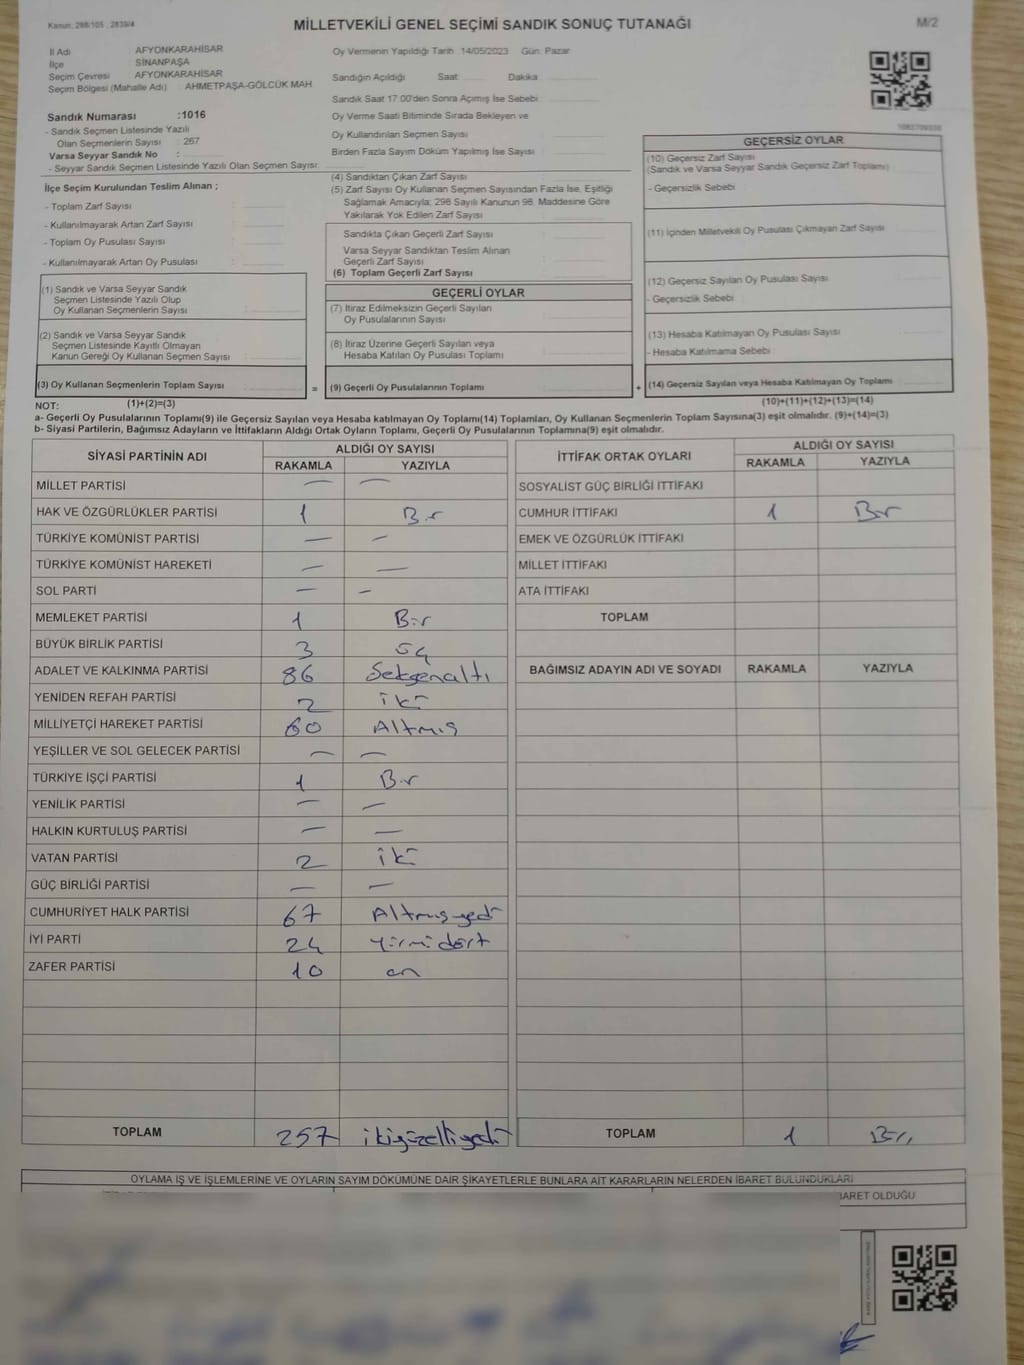 Kanun, 298/105 , 2839/4
MİLLETVEKİLİ GENEL SEÇİMİ SANDIK SONUÇ TUTANAĞI
M/2
İl Adı : AFYONKARAHİSAR
İlçe : SİNANPAŞA
Seçim Çevresi : AFYONKARAHİSAR
Seçim Bölgesi (Mahalle Adı) : AHMETPAŞA-GÖLCÜK MAH
Sandık Numarası :1016
- Sandık Seçmen Listesinde Yazılı
Olan Seçmenlerin Sayısı : 267
Varsa Seyyar Sandık No :
- Seyyar Sandık Seçmen Listesinde Yazılı Olan Seçmen Sayısı:
İlçe Seçim Kurulundan Teslim Alınan ;
- Toplam Zarf Sayısı :
- Kullanılmayarak Artan Zarf Sayısı :
- Toplam Oy Pusulası Sayısı :
- Kullanılmayarak Artan Oy Pusulası :
(1) Sandık ve Varsa Seyyar Sandık
Seçmen Listesinde Yazılı Olup
Oy Kullanan Seçmenlerin Sayısı :
(2) Sandık ve Varsa Seyyar Sandık
Seçmen Listesinde Kayıtlı Olmayan
Kanun Gereği Oy Kullanan Seçmen Sayısı :
(3) Oy Kullanan Seçmenlerin Toplam Sayısı :
(1)+(2)=(3)
Oy Vermenin Yapıldığı Tarih :14/05/2023 Gün: Pazar
Sandığın Açıldığı Saat: Dakika:
Sandık Saat 17.00'den Sonra Açımış İse Sebebi:
Oy Verme Saati Bitiminde Sırada Bekleyen ve
Oy Kullandırılan Seçmen Sayısı :
Birden Fazla Sayım Döküm Yapılmış İse Sayısı :
(4) Sandıktan Çıkan Zarf Sayısı :
(5) Zarf Sayısı Oy Kullanan Seçmen Sayısından Fazla İse, Eşitliği
Sağlamak Amacıyla; 298 Sayılı Kanunun 98. Maddesine Göre
Yakılarak Yok Edilen Zarf Sayısı :
Sandıkta Çıkan Geçerli Zarf Sayısı :
Varsa Seyyar Sandıktan Teslim Alınan
Geçerli Zarf Sayısı :
(6) Toplam Geçerli Zarf Sayısı :
GEÇERLİ OYLAR
(7) İtiraz Edilmeksizin Geçerli Sayılan
Oy Pusulalarının Sayısı :
(8) İtiraz Üzerine Geçerli Sayılan veya
Hesaba Katılan Oy Pusulası Toplamı :
= (9) Geçerli Oy Pusulalarının Toplamı : +
GEÇERSİZ OYLAR
(10) Geçersiz Zarf Sayısı :
(Sandık ve Varsa Seyyar Sandık Geçersiz Zarf Toplamı)
- Geçersizlik Sebebi :
(11) İçinden Milletvekili Oy Pusulası Çıkmayan Zarf Sayısı :
(12) Geçersiz Sayılan Oy Pusulası Sayısı :
- Geçersizlik Sebebi :
(13) Hesaba Katılmayan Oy Pusulası Sayısı :
- Hesaba Katılmama Sebebi :
(14) Geçersiz Sayılan veya Hesaba Katılmayan Oy Toplamı :
(10)+(11)+(12)+(13)=(14)
NOT:
a- Geçerli Oy Pusulalarının Toplamı(9) ile Geçersiz Sayılan veya Hesaba katılmayan Oy Toplamı(14) Toplamları, Oy Kullanan Seçmenlerin Toplam Sayısına(3) eşit olmalıdır. (9)+(14)=(3)
b- Siyasi Partilerin, Bağımsız Adayların ve İttifakların Aldığı Ortak Oyların Toplamı, Geçerli Oy Pusulalarının Toplamına(9) eşit olmalıdır.
SİYASİ PARTİNİN ADI ALDIĞI OY SAYISI
RAKAMLA YAZIYLA
MİLLET PARTİSİ — —
HAK VE ÖZGÜRLÜKLER PARTİSİ 1 Bir
TÜRKİYE KOMÜNİST PARTİSİ — —
TÜRKİYE KOMÜNİST HAREKETİ — —
SOL PARTİ — —
MEMLEKET PARTİSİ 1 Bir
BÜYÜK BİRLİK PARTİSİ 3 üç
ADALET VE KALKINMA PARTİSİ 86 Seksenaltı
YENİDEN REFAH PARTİSİ 2 iki
MİLLİYETÇİ HAREKET PARTİSİ 60 Altmış
YEŞİLLER VE SOL GELECEK PARTİSİ — —
TÜRKİYE İŞÇİ PARTİSİ 1 Bir
YENİLİK PARTİSİ — —
HALKIN KURTULUŞ PARTİSİ — —
VATAN PARTİSİ 2 iki
GÜÇ BİRLİĞİ PARTİSİ — —
CUMHURİYET HALK PARTİSİ 67 Altmışyedi
İYİ PARTİ 24 yirmi dört
ZAFER PARTİSİ 10 on
TOPLAM 257 ikiyüzelliyedi
İTTİFAK ORTAK OYLARI ALDIĞI OY SAYISI
RAKAMLA YAZIYLA
SOSYALİST GÜÇ BİRLİĞİ İTTİFAKI
CUMHUR İTTİFAKI 1 Bir
EMEK VE ÖZGÜRLÜK İTTİFAKI
MİLLET İTTİFAKI
ATA İTTİFAKI
TOPLAM
BAĞIMSIZ ADAYIN ADI VE SOYADI RAKAMLA YAZIYLA
TOPLAM 1 Bir
OYLAMA İŞ VE İŞLEMLERİNE VE OYLARIN SAYIM DÖKÜMÜNE DAİR ŞİKAYETLERLE BUNLARA AİT KARARLARIN NELERDEN İBARET BULUNDUKLARI
BARET OLDUĞU